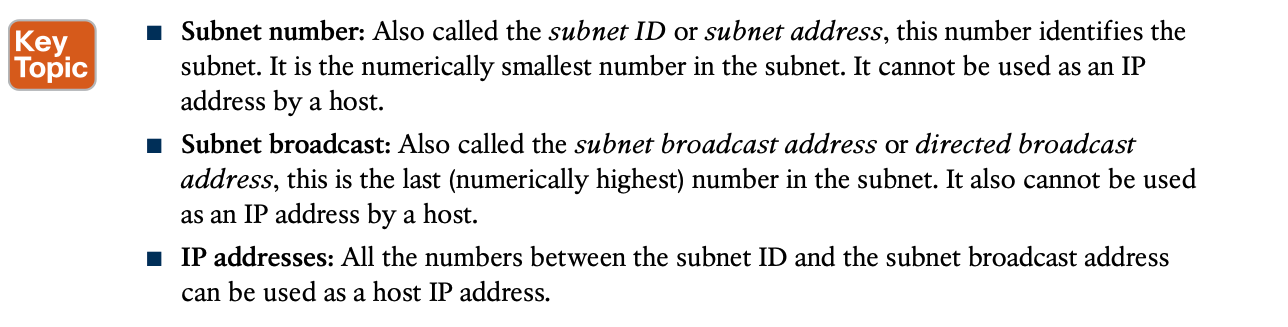 Key
Topic
■ Subnet number: Also called the subnet ID or subnet address, this number identifies the
subnet. It is the numerically smallest number in the subnet. It cannot be used as an IP
address by a host.
■ Subnet broadcast: Also called the subnet broadcast address or directed broadcast
address, this is the last (numerically highest) number in the subnet. It also cannot be used
as an IP address by a host.
■ IP addresses: All the numbers between the subnet ID and the subnet broadcast address
can be used as a host IP address.